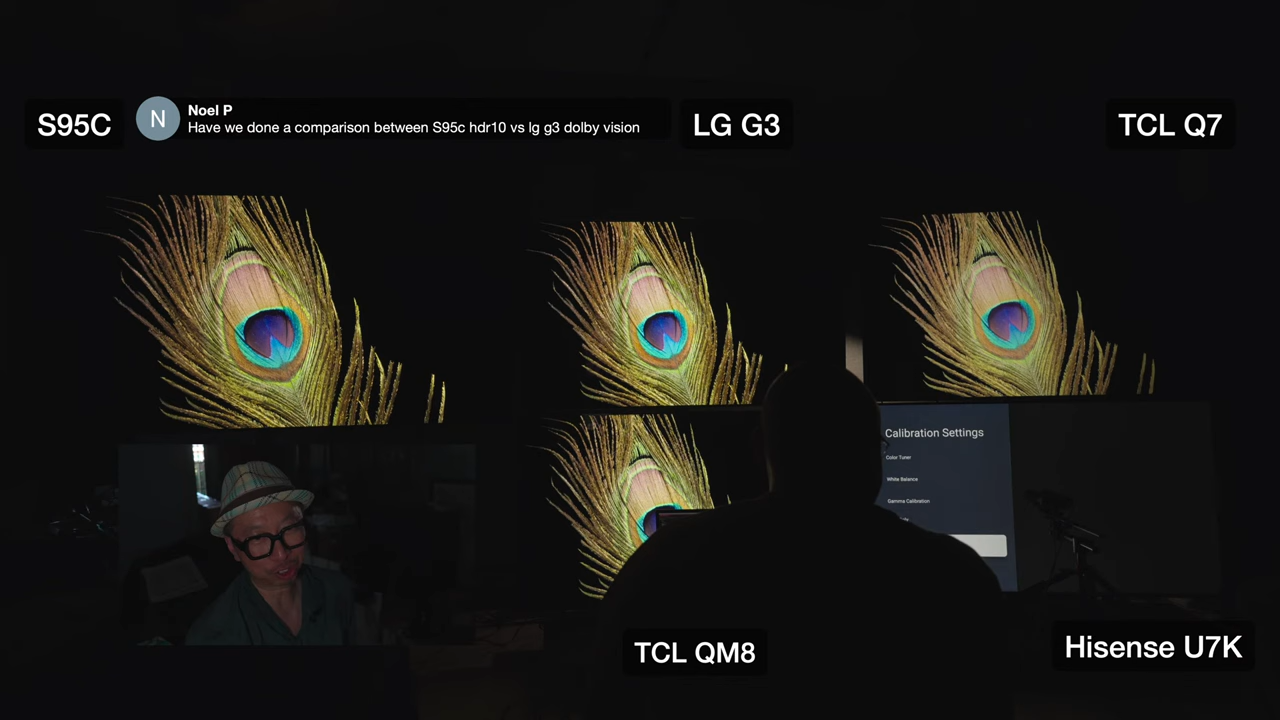 S95C
N
Noel P
Have we done a comparison between S95c hdr10 vs lg g3 dolby vision
LG G3
TCL Q7
Calibration Settings
Color Tuner
White Balance
Gamma Calibration
TCL QM8
Hisense U7K